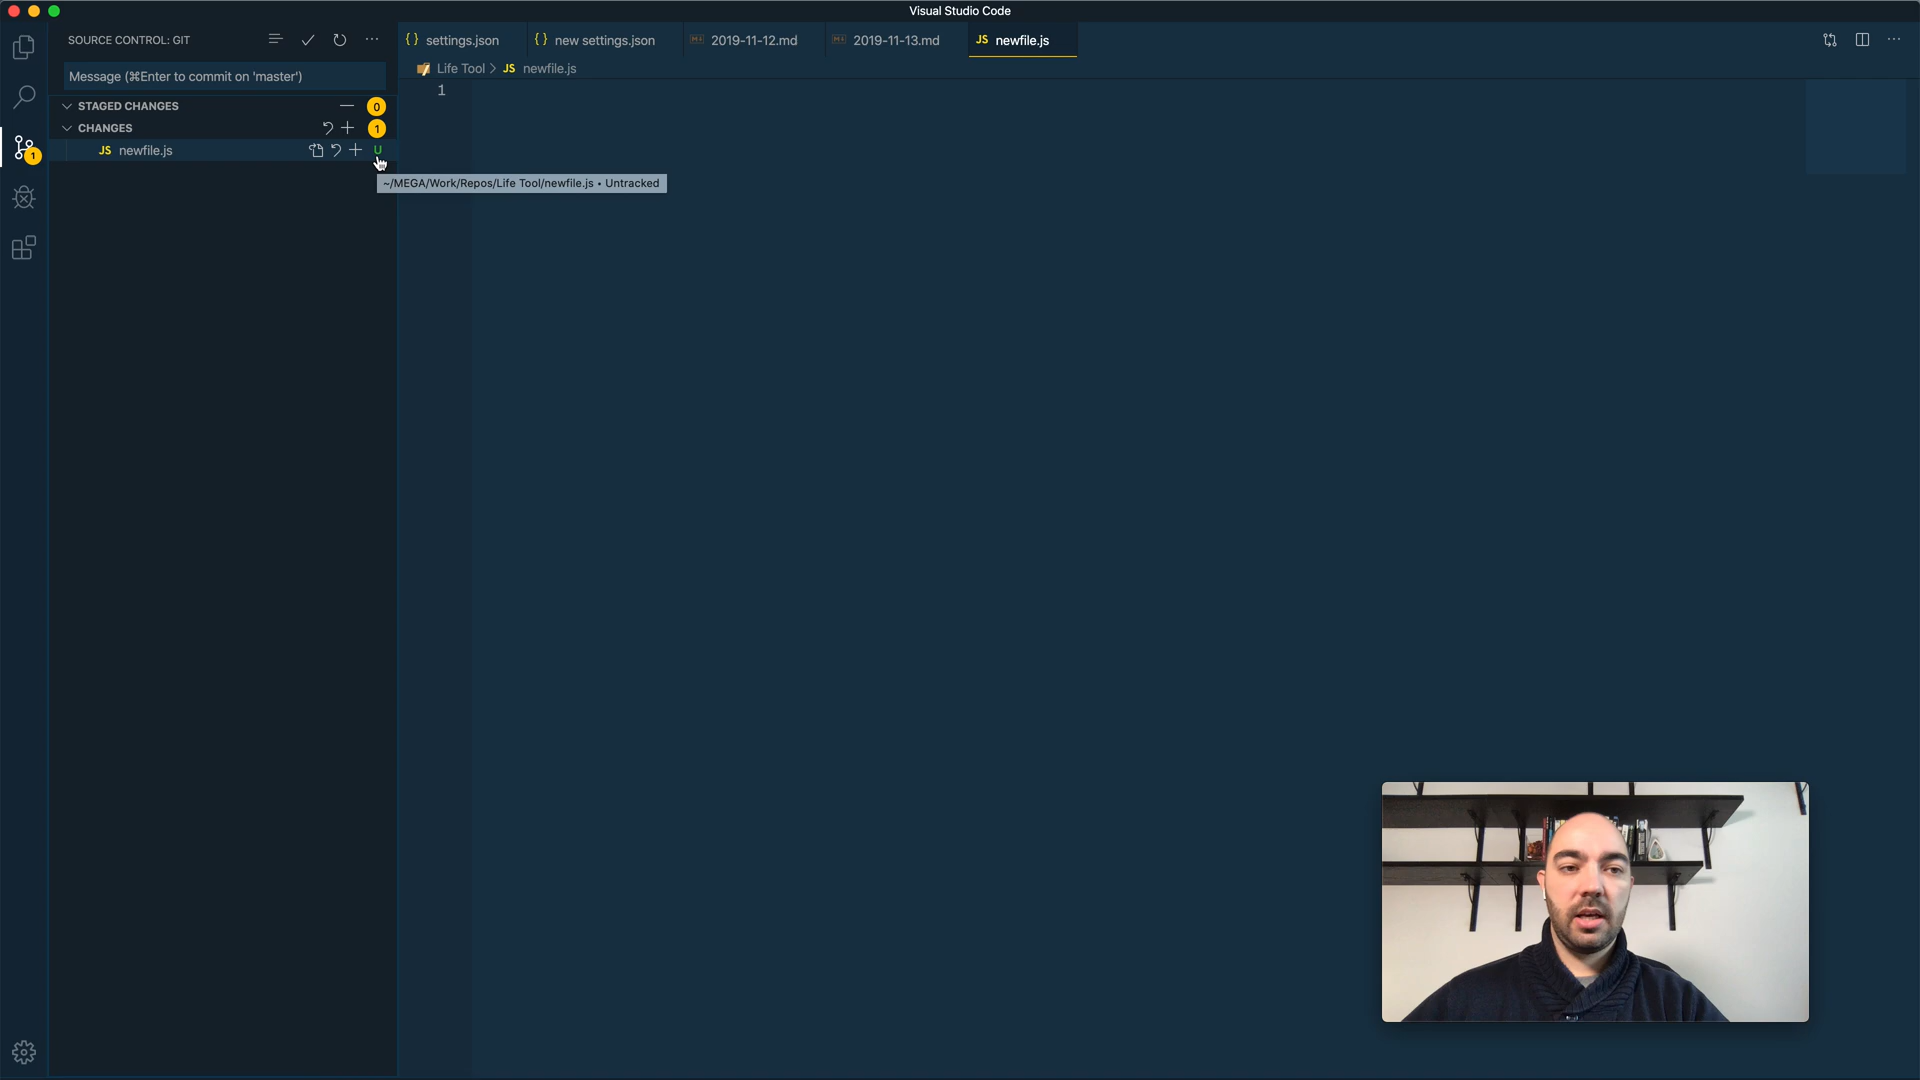 Visual Studio Code
SOURCE CONTROL: GIT
{} settings.json
{} new settings.json
2019-11-12.md
2019-11-13.md
JS newfile.js
Message (⌘Enter to commit on 'master')
Life Tool > JS newfile.js
1
STAGED CHANGES 0
CHANGES 1
JS newfile.js U
1
~/MEGA/Work/Repos/Life Tool/newfile.js • Untracked